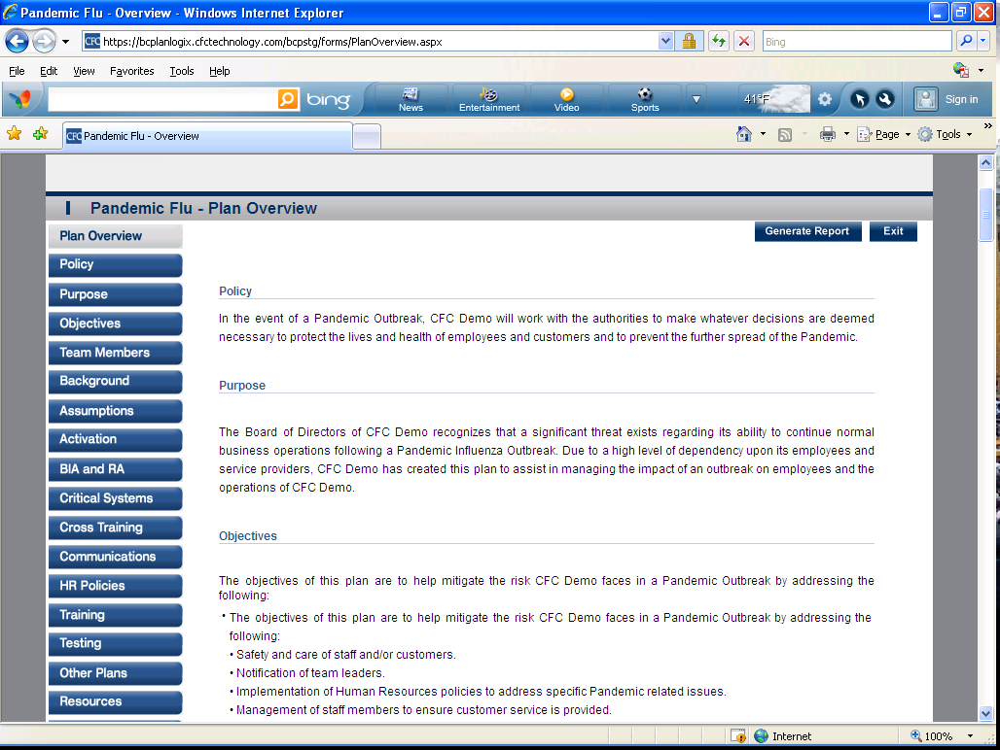 Pandemic Flu - Overview - Windows Internet Explorer
CFC https://bcplanlogix.cfctechnology.com/bcpstg/forms/PlanOverview.aspx
Bing
File Edit View Favorites Tools Help
bing News Entertainment Video Sports 41°F Sign in
CFC Pandemic Flu - Overview
Page Tools
Pandemic Flu - Plan Overview
Plan Overview
Policy
Purpose
Objectives
Team Members
Background
Assumptions
Activation
BIA and RA
Critical Systems
Cross Training
Communications
HR Policies
Training
Testing
Other Plans
Resources
Generate Report Exit
Policy
In the event of a Pandemic Outbreak, CFC Demo will work with the authorities to make whatever decisions are deemed
necessary to protect the lives and health of employees and customers and to prevent the further spread of the Pandemic.
Purpose
The Board of Directors of CFC Demo recognizes that a significant threat exists regarding its ability to continue normal
business operations following a Pandemic Influenza Outbreak. Due to a high level of dependency upon its employees and
service providers, CFC Demo has created this plan to assist in managing the impact of an outbreak on employees and the
operations of CFC Demo.
Objectives
The objectives of this plan are to help mitigate the risk CFC Demo faces in a Pandemic Outbreak by addressing the
following:
• The objectives of this plan are to help mitigate the risk CFC Demo faces in a Pandemic Outbreak by addressing the
following:
• Safety and care of staff and/or customers.
• Notification of team leaders.
• Implementation of Human Resources policies to address specific Pandemic related issues.
• Management of staff members to ensure customer service is provided.
Internet 100%